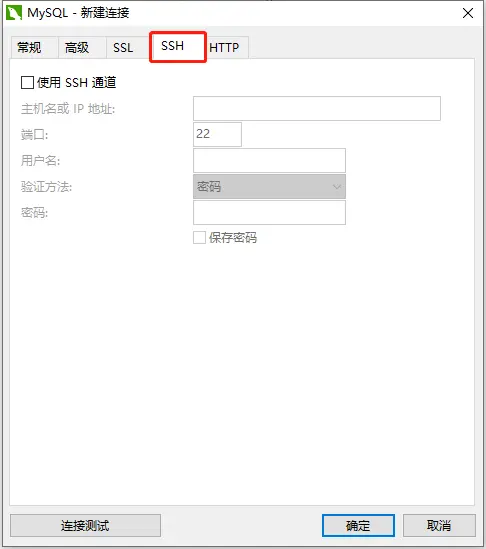 MySQL - 新建连接
常规 高级 SSL SSH HTTP
使用 SSH 通道
主机名或 IP 地址:
端口: 22
用户名:
验证方法: 密码
密码:
保存密码
连接测试 确定 取消